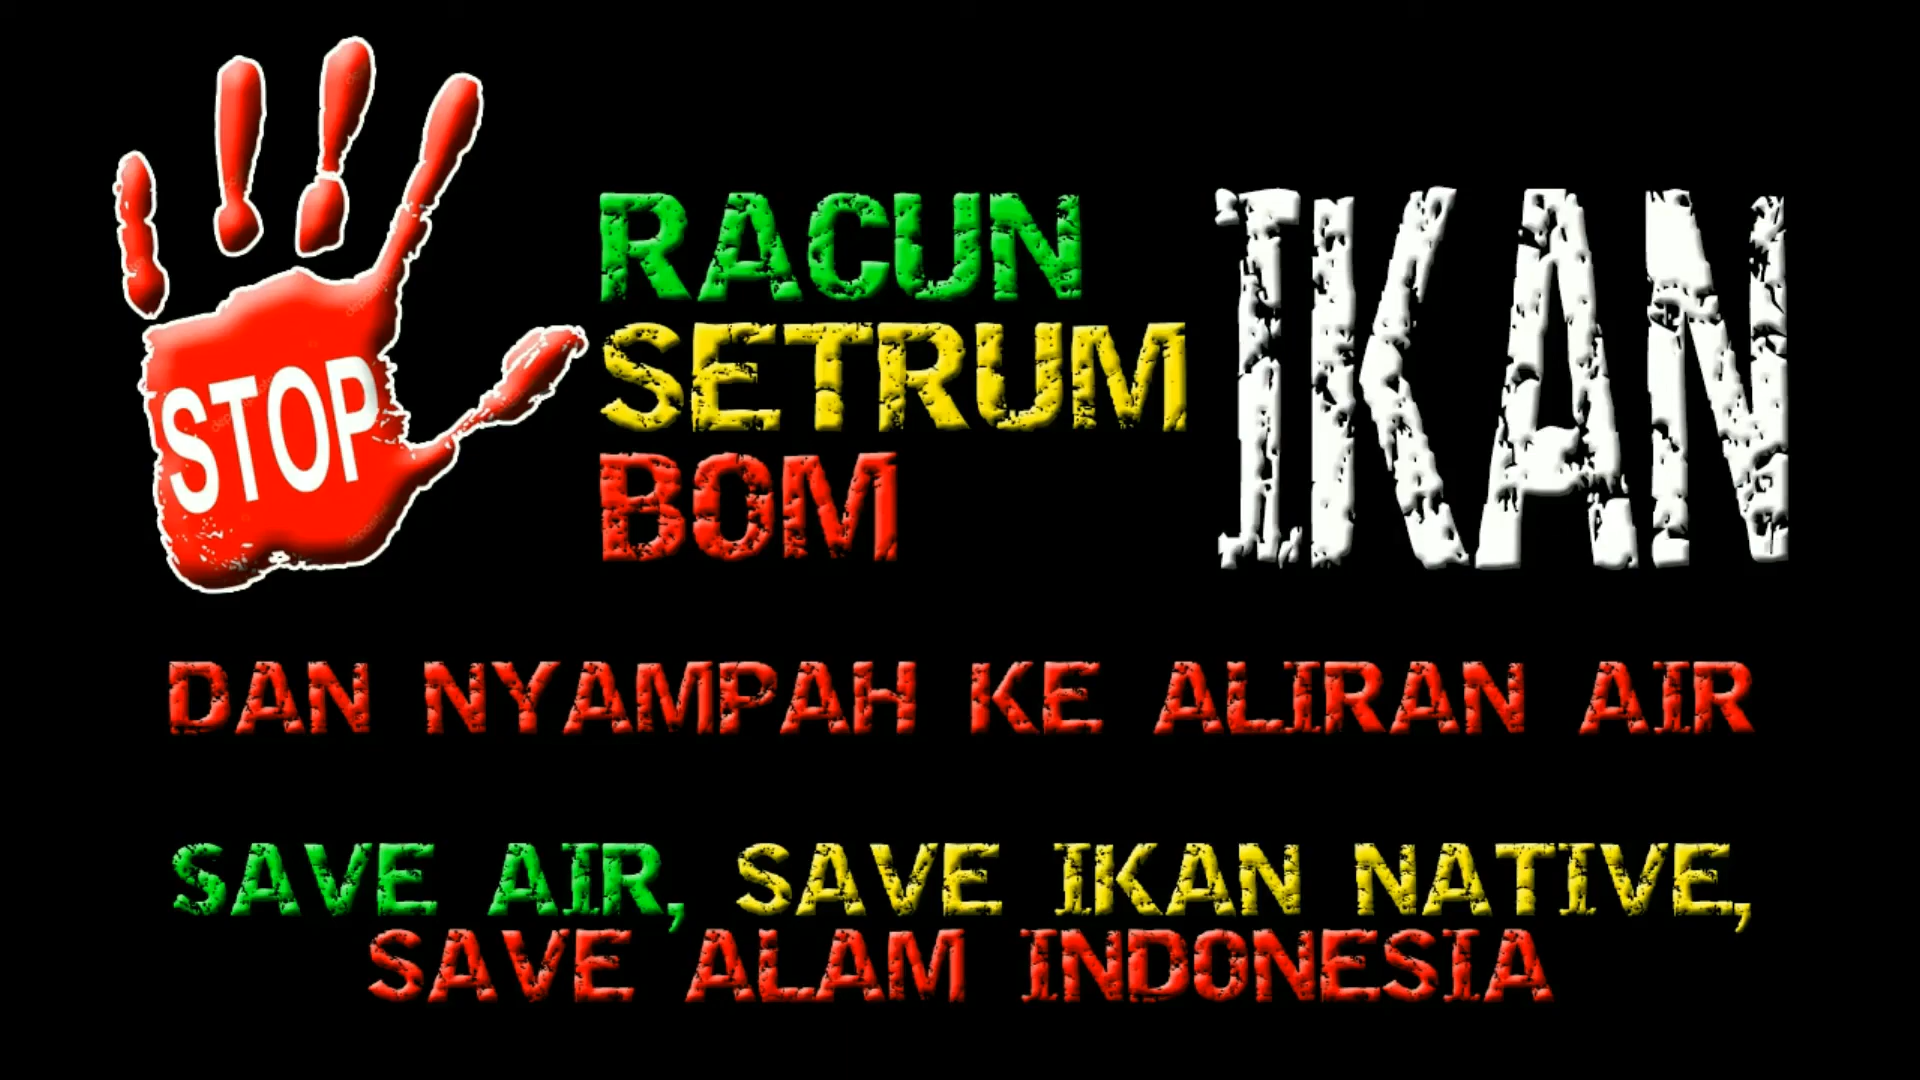 STOP
RACUN
SETRUM
BOM
IKAN
DAN NYAMPAH KE ALIRAN AIR
SAVE AIR, SAVE IKAN NATIVE,
SAVE ALAM INDONESIA